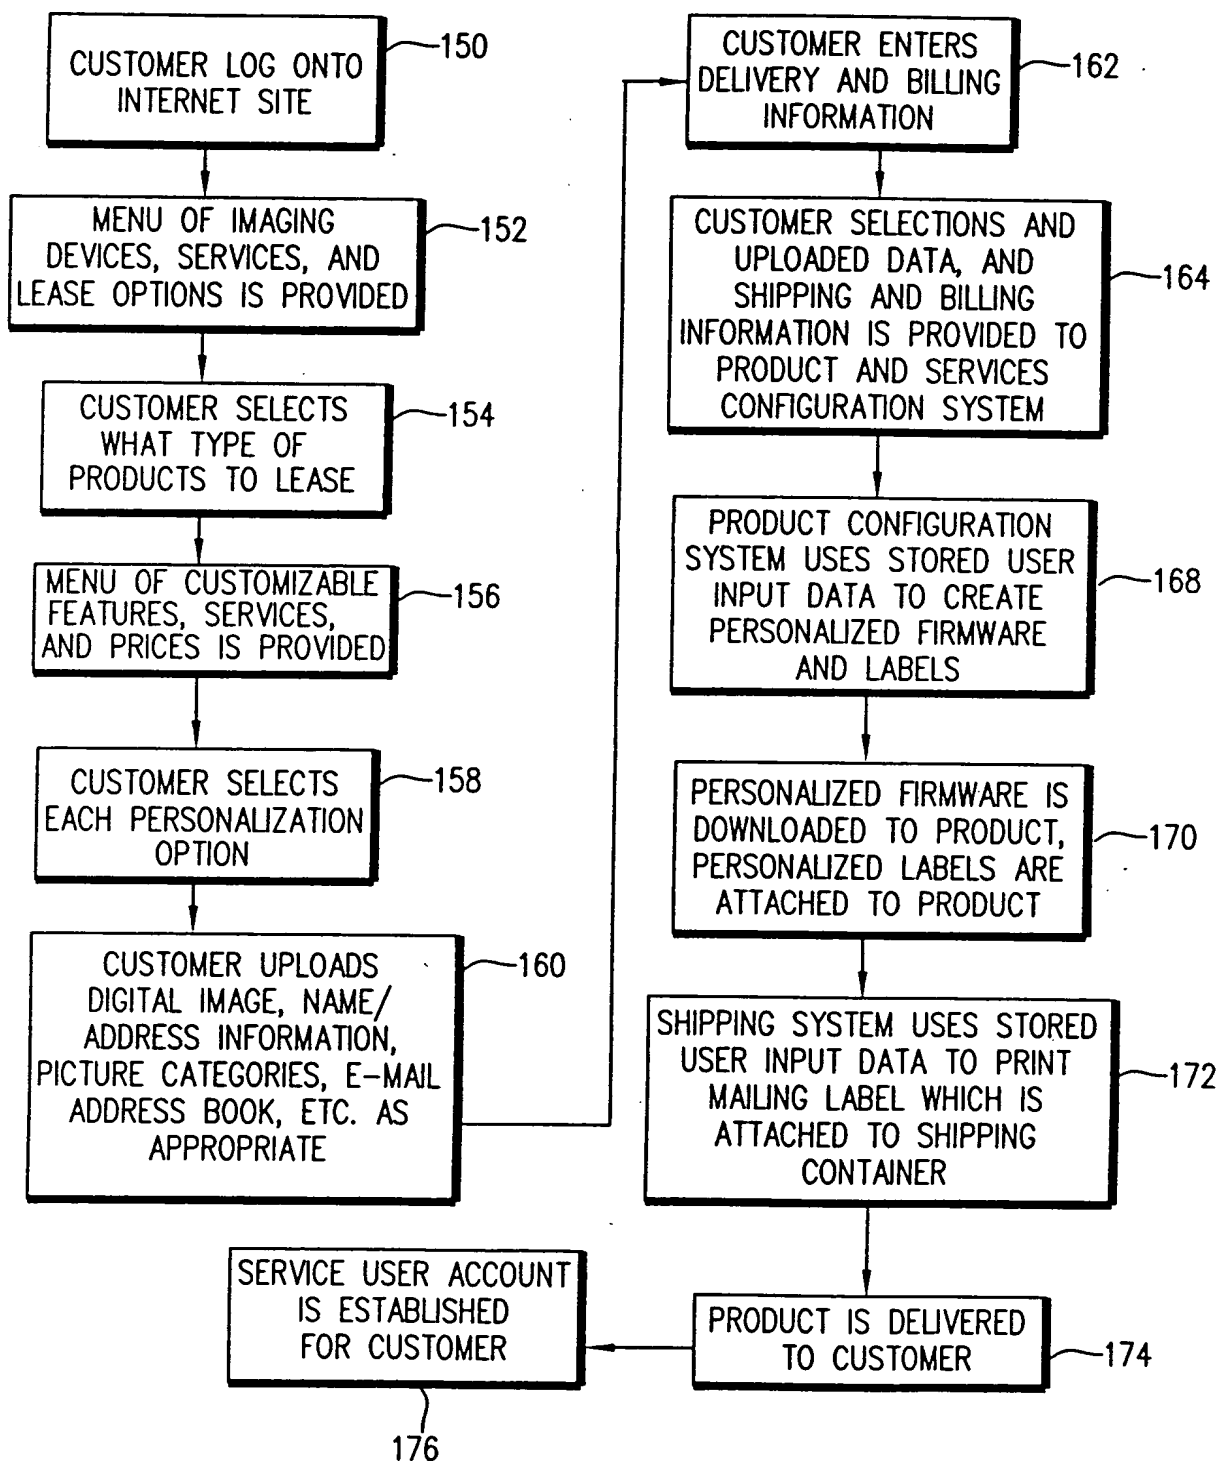 CUSTOMER LOG ONTO
INTERNET SITE
150
MENU OF IMAGING
DEVICES, SERVICES, AND
LEASE OPTIONS IS PROVIDED
152
CUSTOMER SELECTS
WHAT TYPE OF
PRODUCTS TO LEASE
154
MENU OF CUSTOMIZABLE
FEATURES, SERVICES,
AND PRICES IS PROVIDED
156
CUSTOMER SELECTS
EACH PERSONALIZATION
OPTION
158
CUSTOMER UPLOADS
DIGITAL IMAGE, NAME/
ADDRESS INFORMATION,
PICTURE CATEGORIES, E-MAIL
ADDRESS BOOK, ETC. AS
APPROPRIATE
160
CUSTOMER ENTERS
DELIVERY AND BILLING
INFORMATION
162
CUSTOMER SELECTIONS AND
UPLOADED DATA, AND
SHIPPING AND BILLING
INFORMATION IS PROVIDED TO
PRODUCT AND SERVICES
CONFIGURATION SYSTEM
164
PRODUCT CONFIGURATION
SYSTEM USES STORED USER
INPUT DATA TO CREATE
PERSONALIZED FIRMWARE
AND LABELS
168
PERSONALIZED FIRMWARE IS
DOWNLOADED TO PRODUCT,
PERSONALIZED LABELS ARE
ATTACHED TO PRODUCT
170
SHIPPING SYSTEM USES STORED
USER INPUT DATA TO PRINT
MAILING LABEL WHICH IS
ATTACHED TO SHIPPING
CONTAINER
172
PRODUCT IS DELIVERED
TO CUSTOMER
174
SERVICE USER ACCOUNT
IS ESTABLISHED
FOR CUSTOMER
176